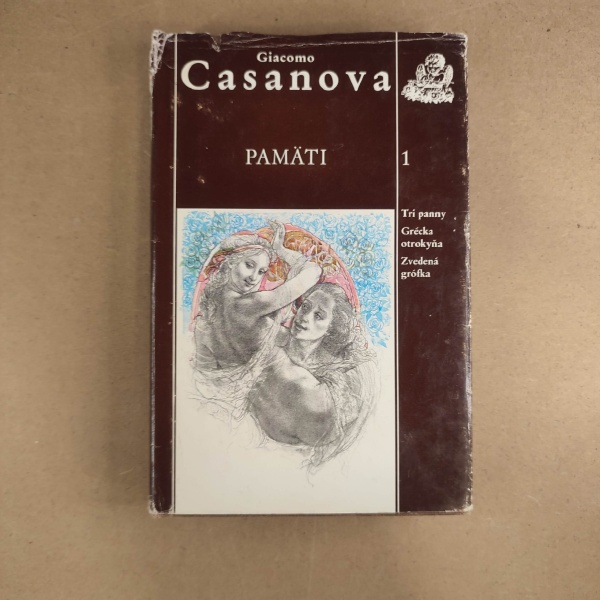 Giacomo
Casanova
PAMÄTI
1
Tri panny
Grécka
otrokyňa
Zvedená
grófka